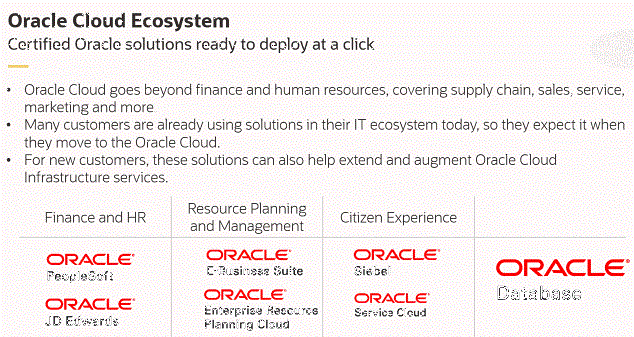 Oracle Cloud Ecosystem
Certified Oracle solutions ready to deploy at a click
• Oracle Cloud goes beyond finance and human resources, covering supply chain, sales, service,
marketing and more
• Many customers are already using solutions in their IT ecosystem today, so they expect it when
they move to the Oracle Cloud.
• For new customers, these solutions can also help extend and augment Oracle Cloud
Infrastructure services.
Finance and HR
Resource Planning
and Management
Citizen Experience
ORACLE
PeopleSoft
ORACLE
E-Business Suite
ORACLE
Siebel
ORACLE
Database
ORACLE
JD Edwards
ORACLE
Enterprise Resource
Planning Cloud
ORACLE
Service Cloud